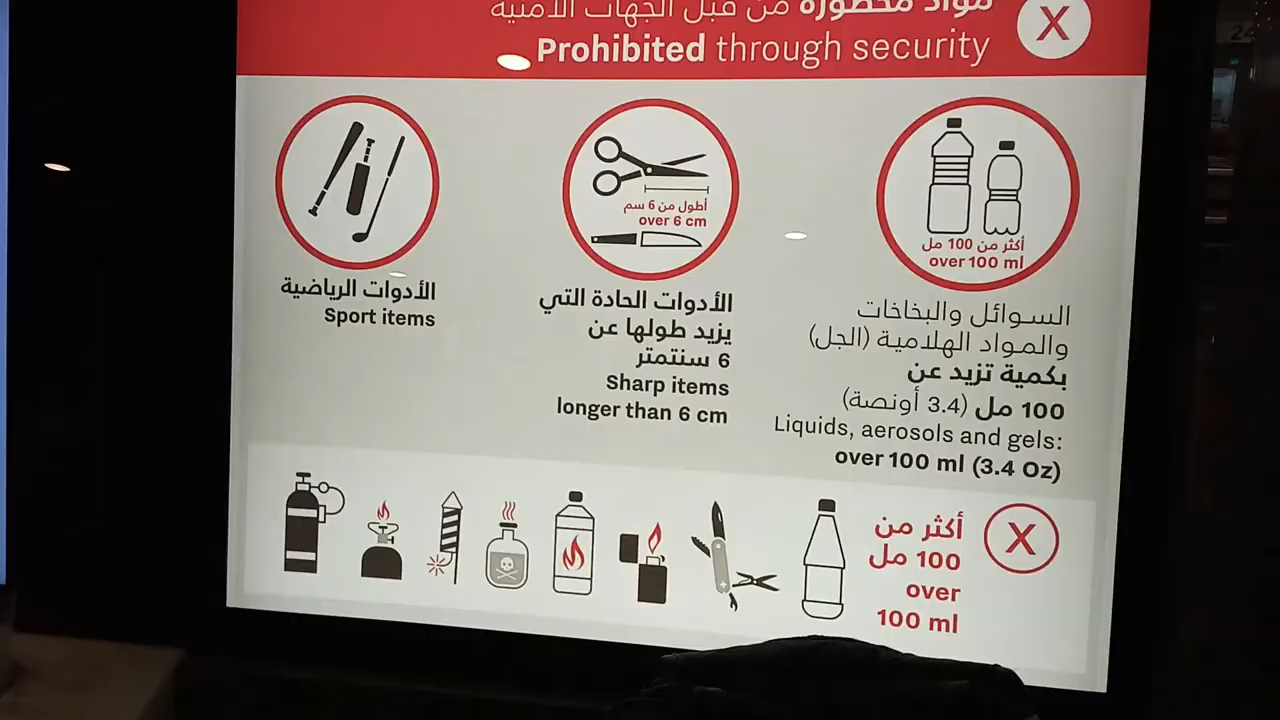 مواد محظورة من قبل الجهات الأمنية
Prohibited through security
X
أكثر من 100 مل
over 100 ml
السوائل والبخاخات
والمواد الهلامية (الجل)
بكمية تزيد عن
100 مل (3.4 أونصة)
Liquids, aerosols and gels:
over 100 ml (3.4 Oz)
أطول من 6 سم
over 6 cm
الأدوات الحادة التي
يزيد طولها عن
6 سنتمتر
Sharp items
longer than 6 cm
الأدوات الرياضية
Sport items
X
أكثر من
100 مل
over
100 ml